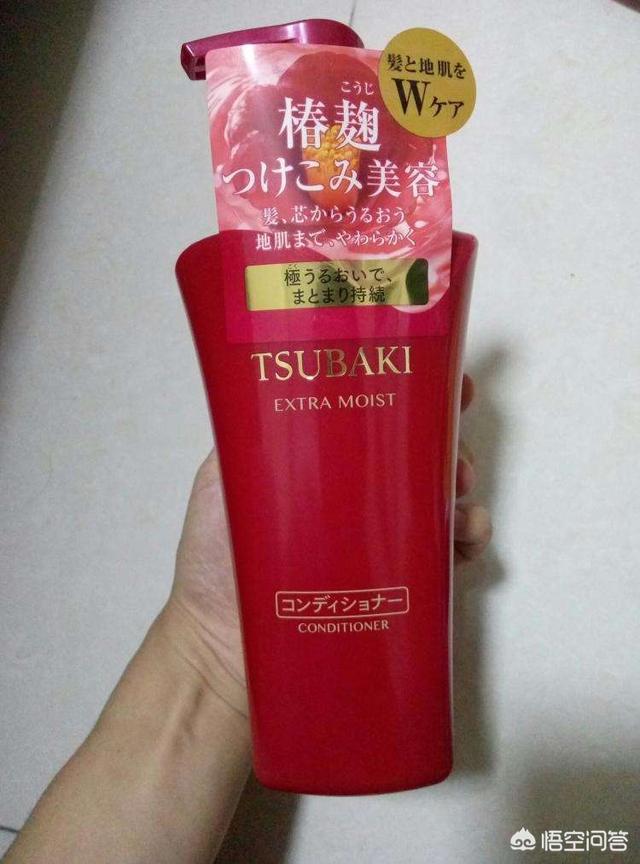 髪と地肌を
Wケア
こうじ
椿麹
つけこみ美容
髪、芯からうるおう
地肌まで、やわらかく
ごく
極うるおいで、
まとまり持続
TSUBAKI
EXTRA MOIST
コンディショナー
CONDITIONER
悟空问答